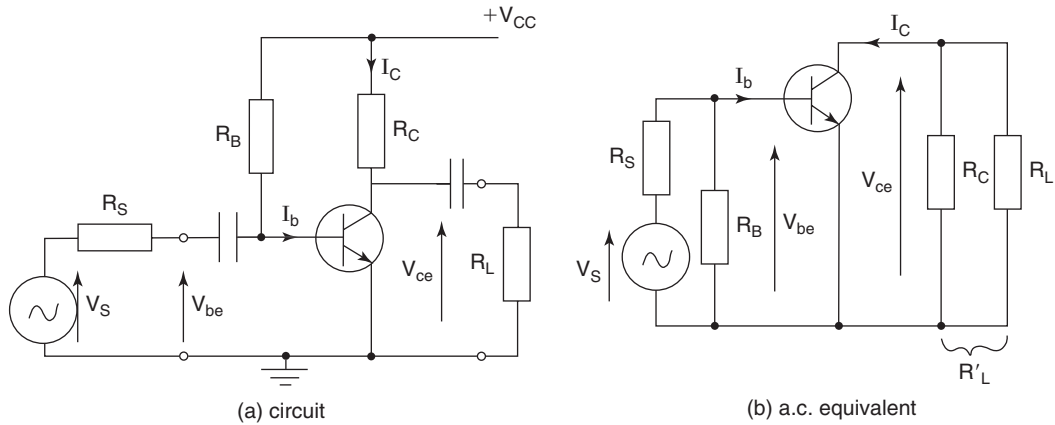 +V_CC
I_C
R_B
R_C
R_S
I_b
V_S
V_be
V_ce
R_L
(a) circuit
I_C
I_b
R_S
R_B
V_S
V_be
V_ce
R_C
R_L
R'_L
(b) a.c. equivalent